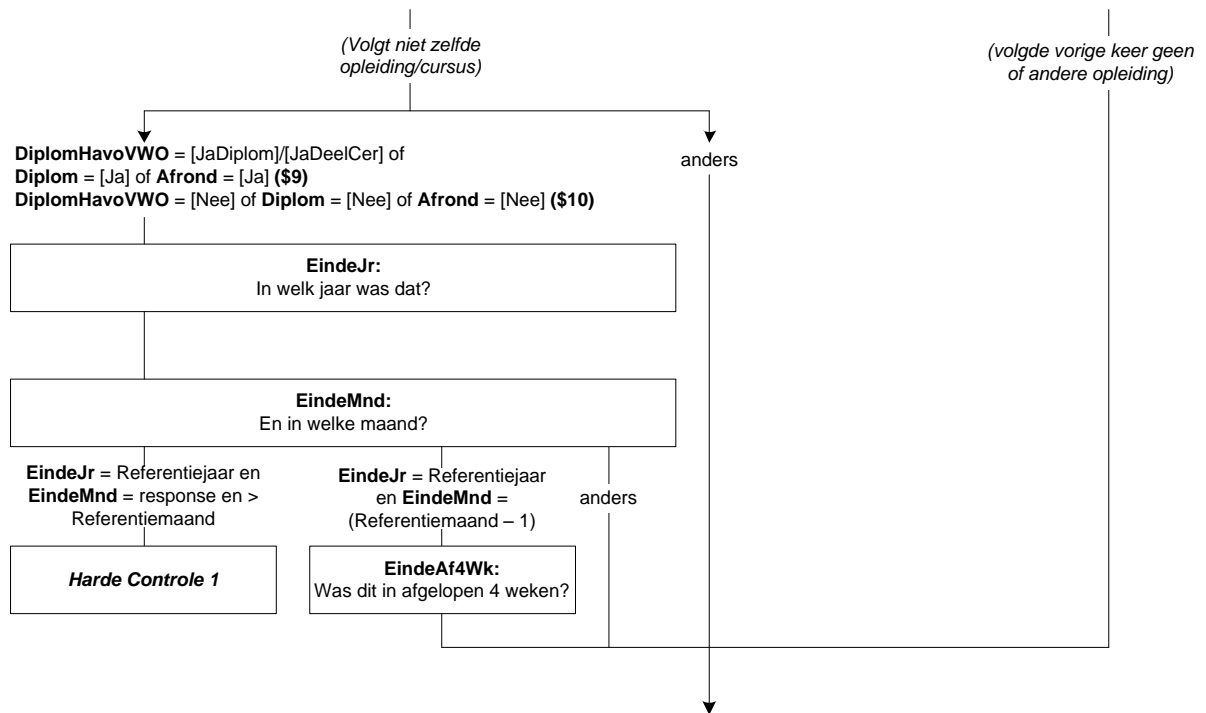 (Volgt niet zelfde
opleiding/cursus)
(volgde vorige keer geen
of andere opleiding)
DiplomHavoVWO = [JaDiplom]/[JaDeelCer] of
Diplom = [Ja] of Afrond = [Ja] ($9)
DiplomHavoVWO = [Nee] of Diplom = [Nee] of Afrond = [Nee] ($10)
anders
EindeJr:
In welk jaar was dat?
EindeMnd:
En in welke maand?
EindeJr = Referentiejaar en
EindeMnd = response en >
Referentiemaand
EindeJr = Referentiejaar
en EindeMnd =
(Referentiemaand – 1)
anders
Harde Controle 1
EindeAf4Wk:
Was dit in afgelopen 4 weken?